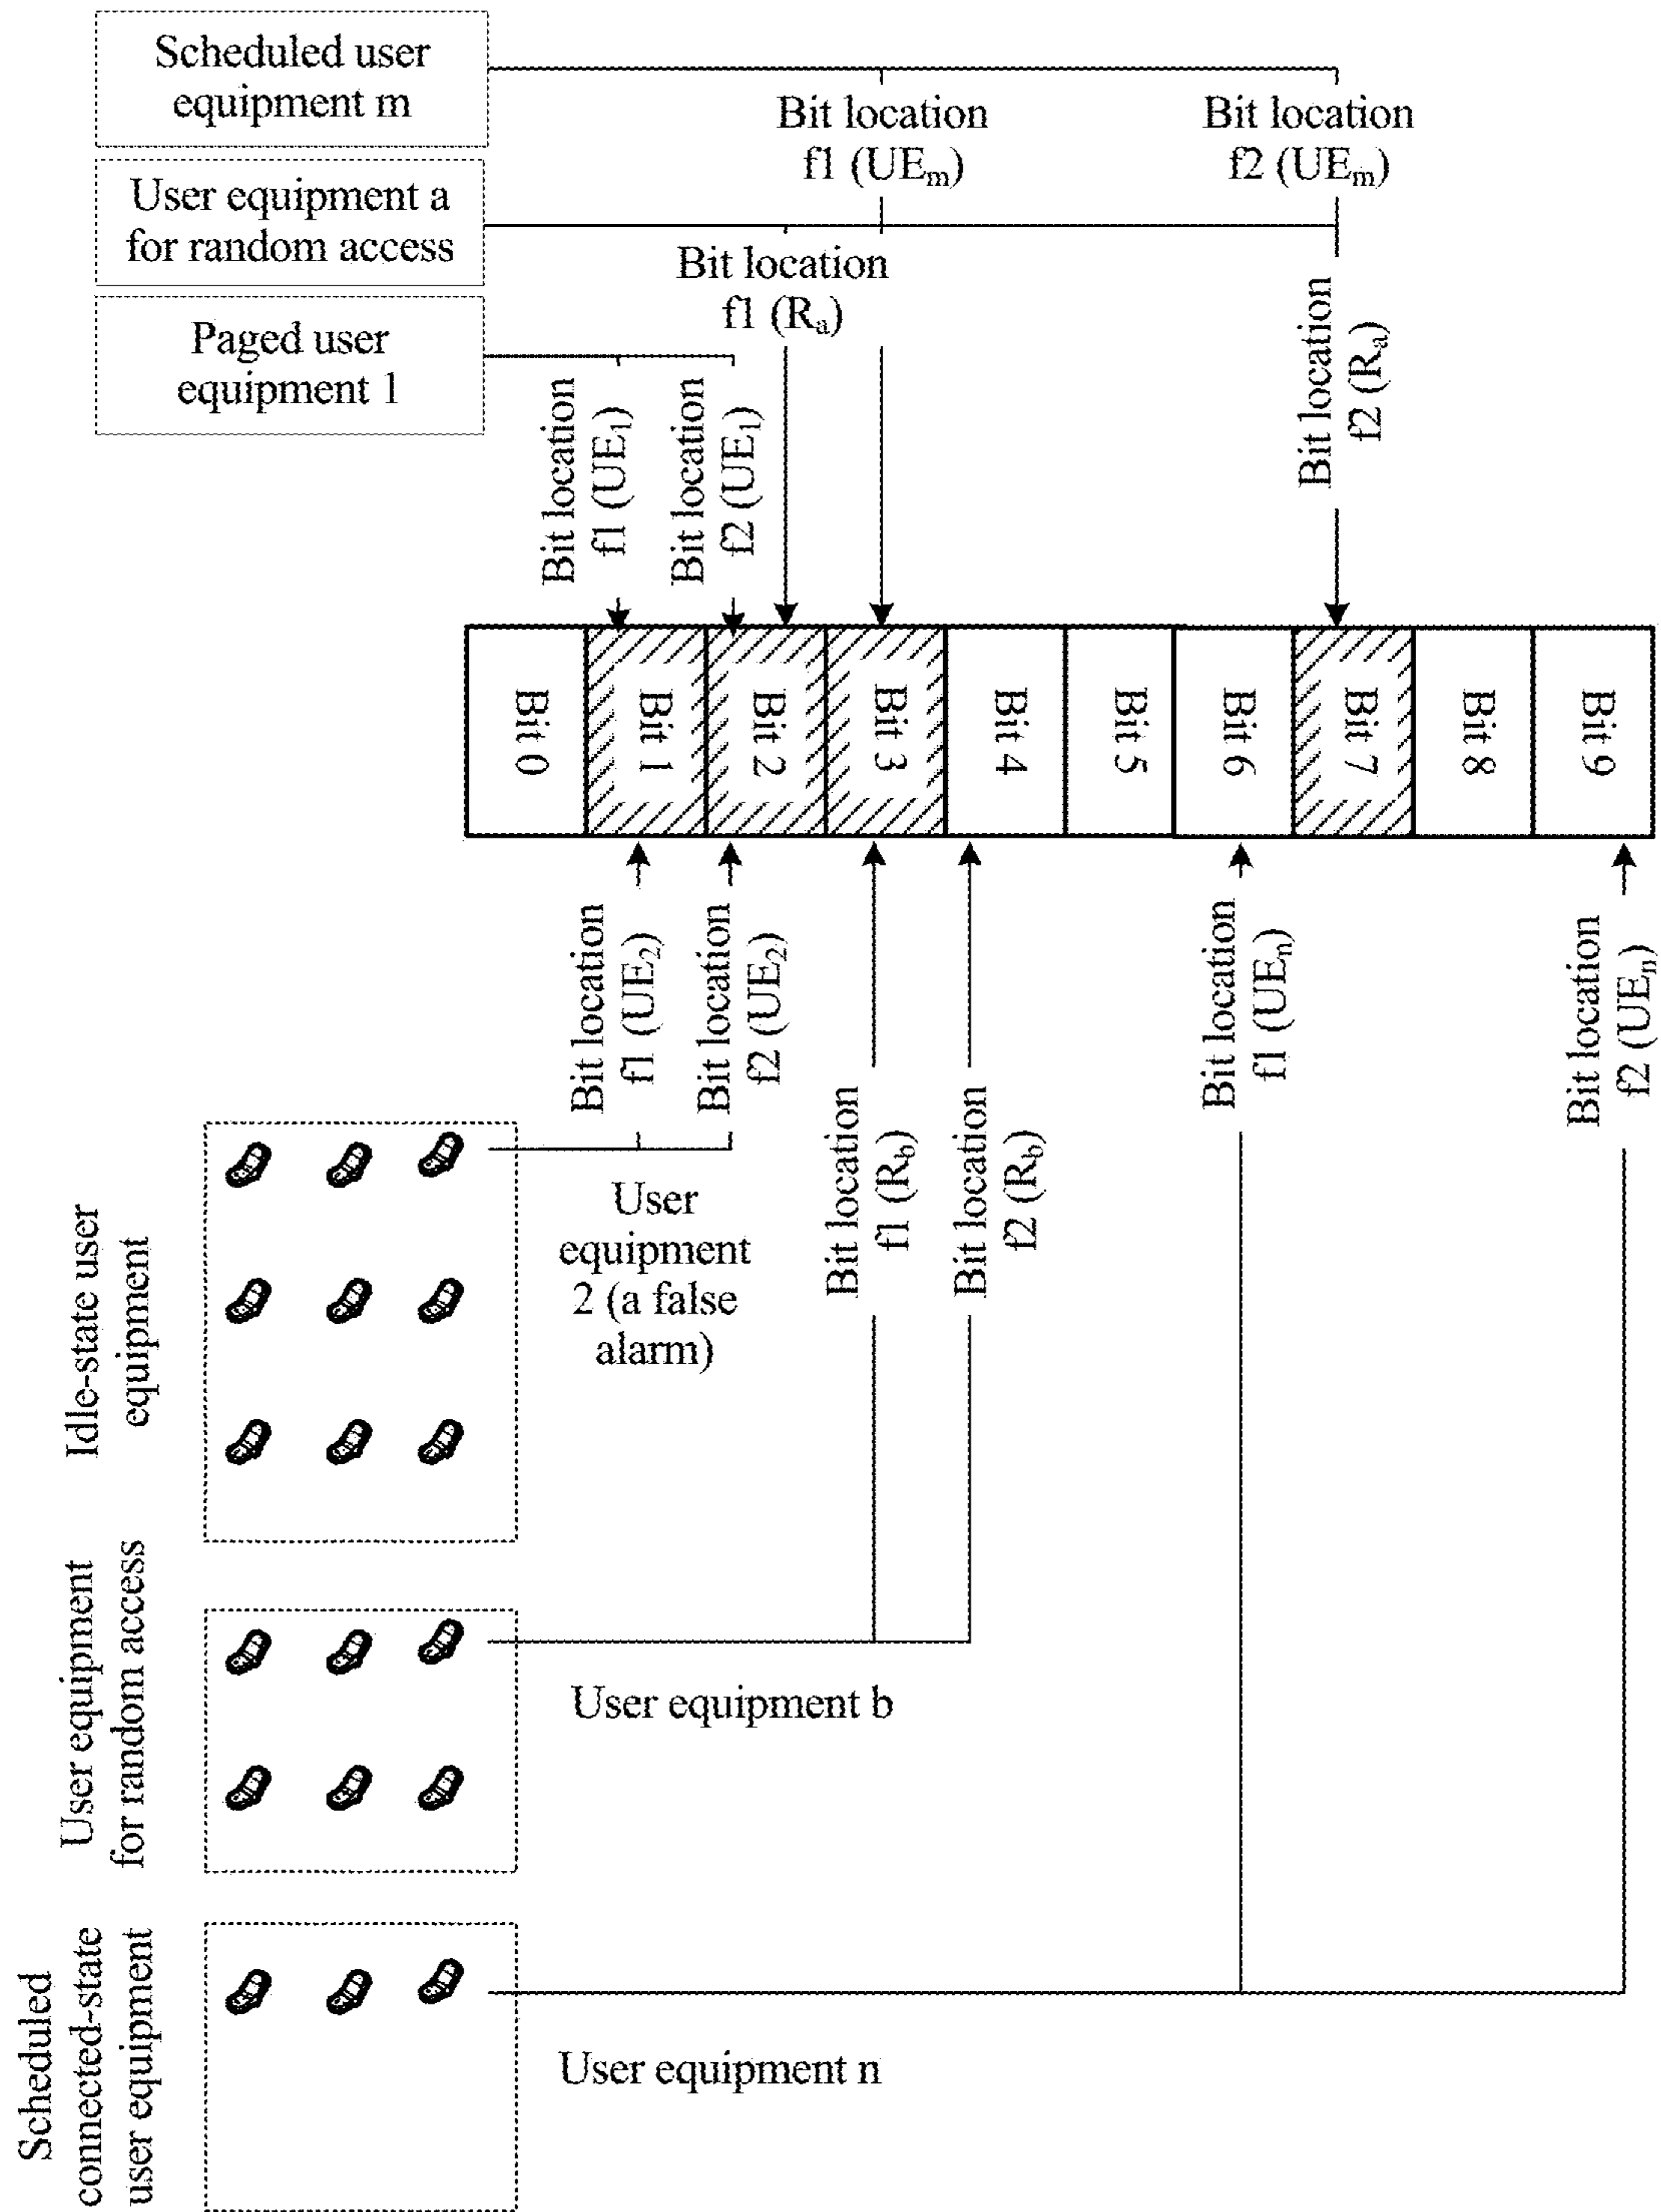 Scheduled user
equipment m
Bit location
f1 (UEm)
Bit location
f2 (UEm)
User equipment a
for random access
Bit location
f1 (Ra)
Bit location
f2 (Ra)
Paged user
equipment 1
Bit location
f1 (UE1)
Bit location
f2 (UE1)
Bit 0
Bit 1
Bit 2
Bit 3
Bit 4
Bit 5
Bit 6
Bit 7
Bit 8
Bit 9
Bit location
f1 (UE2)
Bit location
f2 (UE2)
Bit location
f1 (Rb)
Bit location
f2 (Rb)
Bit location
f1 (UEn)
Bit location
f2 (UEn)
Idle-state user
equipment
User
equipment
2 (a false
alarm)
User equipment
for random access
User equipment b
Scheduled
connected-state
user equipment
User equipment n